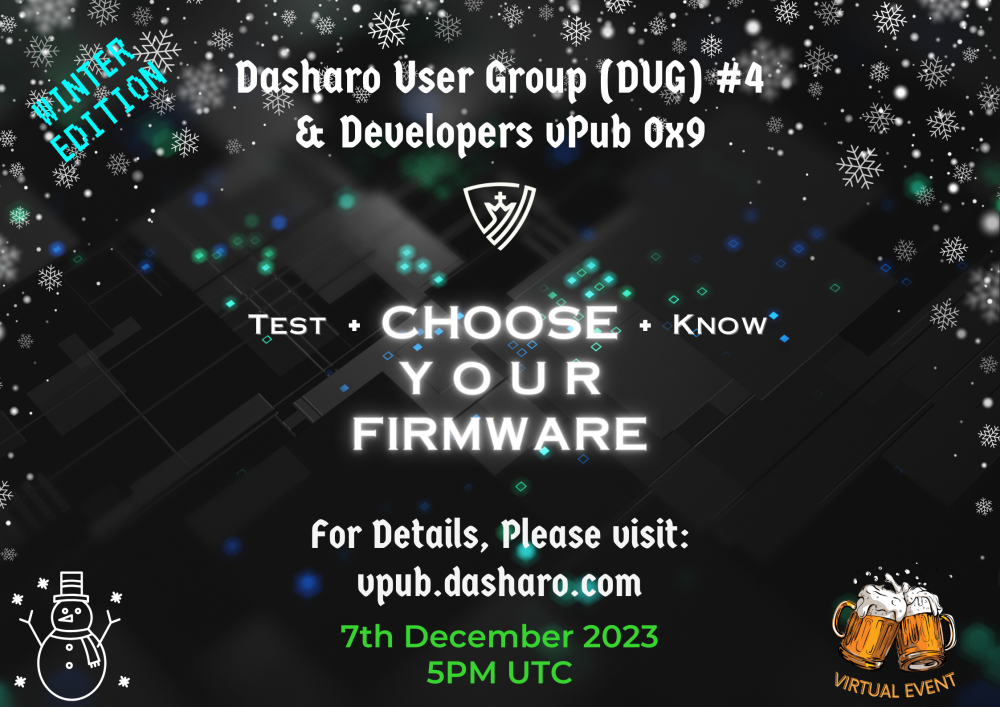 WINTER
EDITION
Dasharo User Group (DUG) #4
& Developers vPub 0x9
Test + CHOOSE + Know
YOUR
FIRMWARE
For Details, Please visit:
vpub.dasharo.com
7th December 2023
5PM UTC
VIRTUAL EVENT